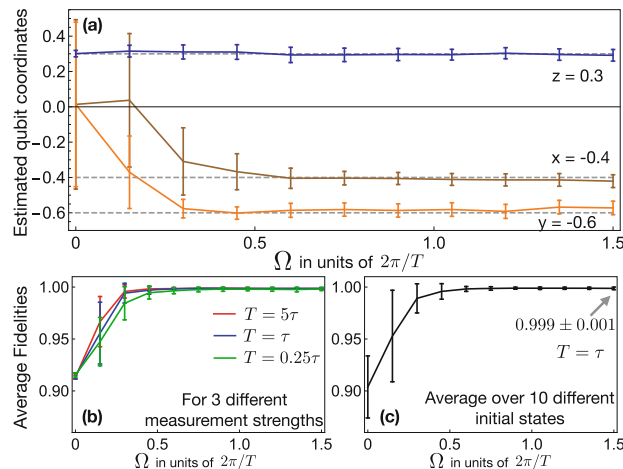 (a)
Estimated qubit coordinates
0.4
0.2
0.0
−0.2
−0.4
−0.6
z = 0.3
x = -0.4
y = -0.6
0 0.5 1.0 1.5
Ω in units of 2π/T
Average Fidelities
1.00
0.95
0.90
T = 5τ
T = τ
T = 0.25τ
(b)
For 3 different
measurement strengths
0 0.5 1.0 1.5
Ω in units of 2π/T
1.00
0.95
0.90
0.999 ± 0.001
T = τ
(c)
Average over 10 different
initial states
0 0.5 1.0 1.5
Ω in units of 2π/T